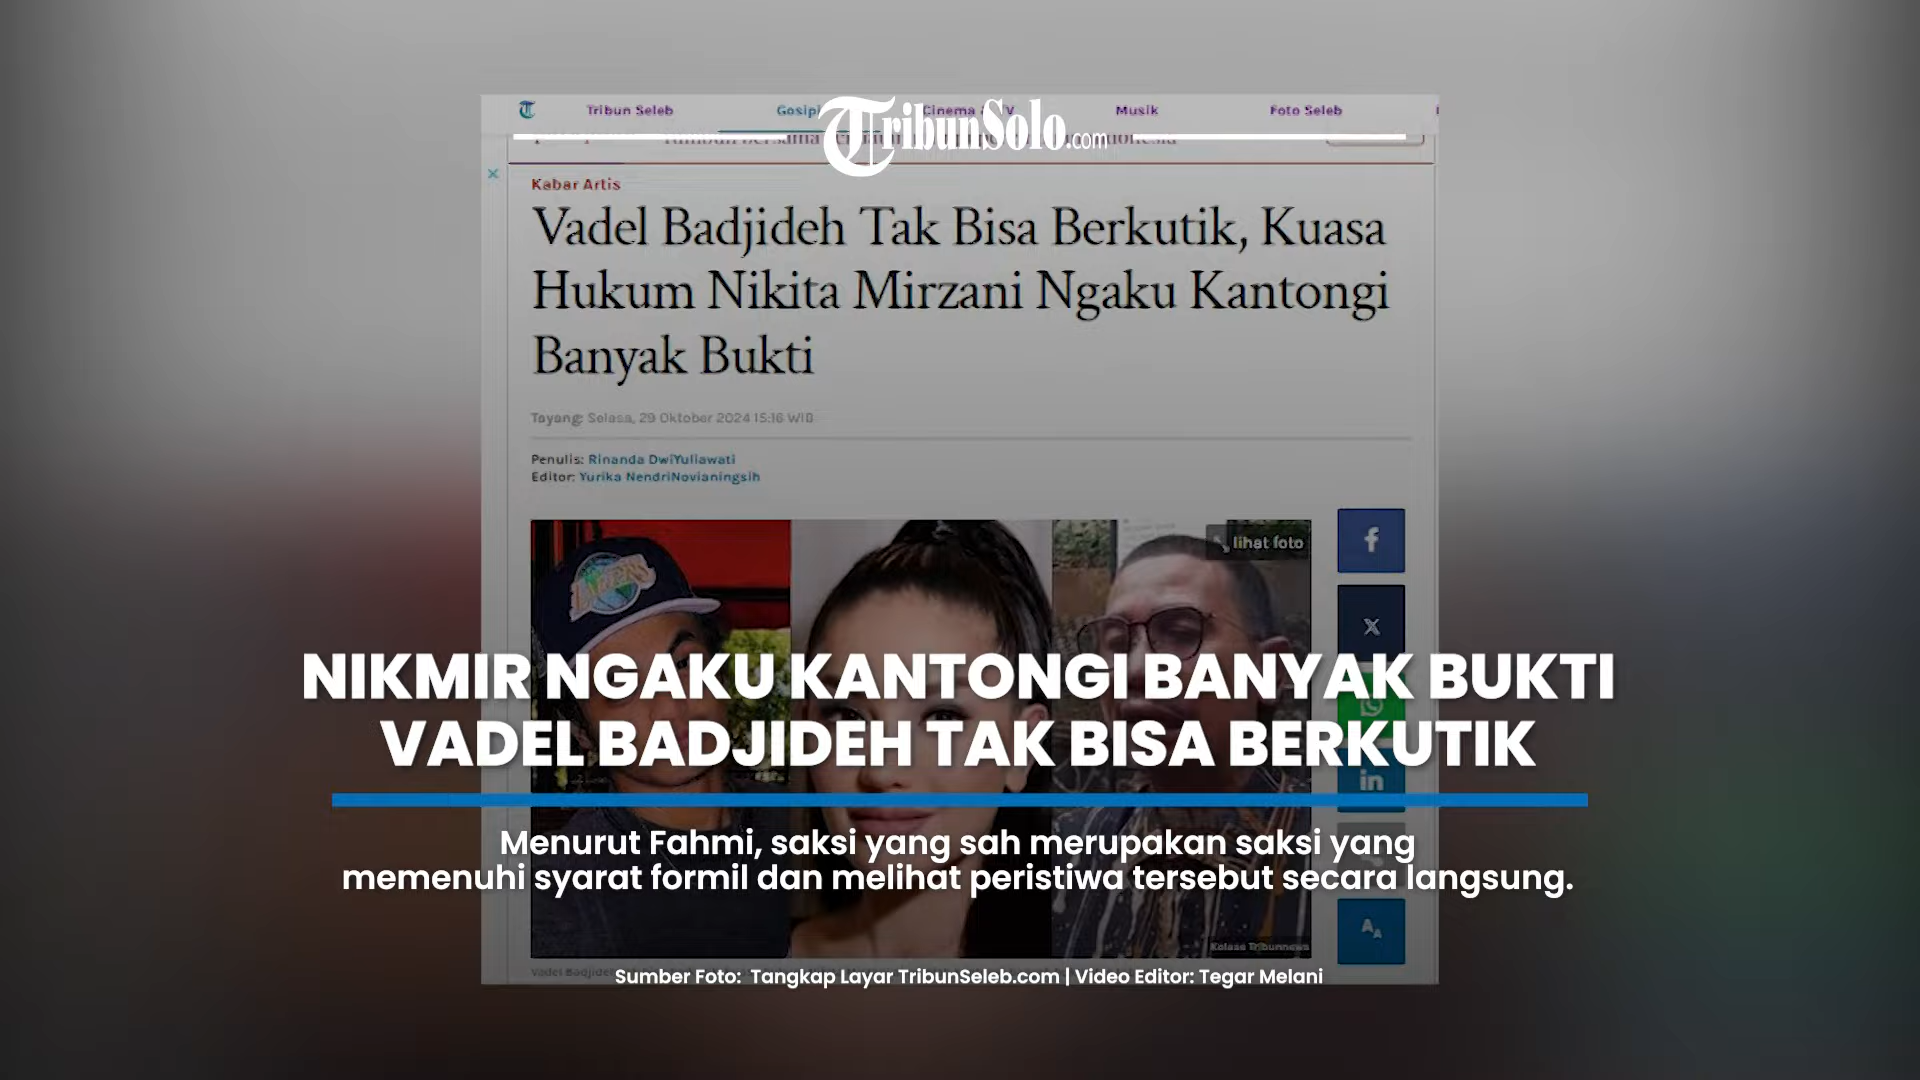 Tribun Seleb
Gosip
Cinema
TV
Musik
Foto Seleb
TribunSolo.com
Kabar Artis
Vadel Badjideh Tak Bisa Berkutik, Kuasa
Hukum Nikita Mirzani Ngaku Kantongi
Banyak Bukti
Tayang: Selasa, 29 Oktober 2024 15:16 WIB
Penulis: Rinanda DwiYuliawati
Editor: Yurika NendriNovianingsih
LAKERS
lihat foto
NIKMIR NGAKU KANTONGI BANYAK BUKTI
VADEL BADJIDEH TAK BISA BERKUTIK
Menurut Fahmi, saksi yang sah merupakan saksi yang
memenuhi syarat formil dan melihat peristiwa tersebut secara langsung.
Kolase Tribunnews
Vadel Badjideh
Sumber Foto: Tangkap Layar TribunSeleb.com | Video Editor: Tegar Melani